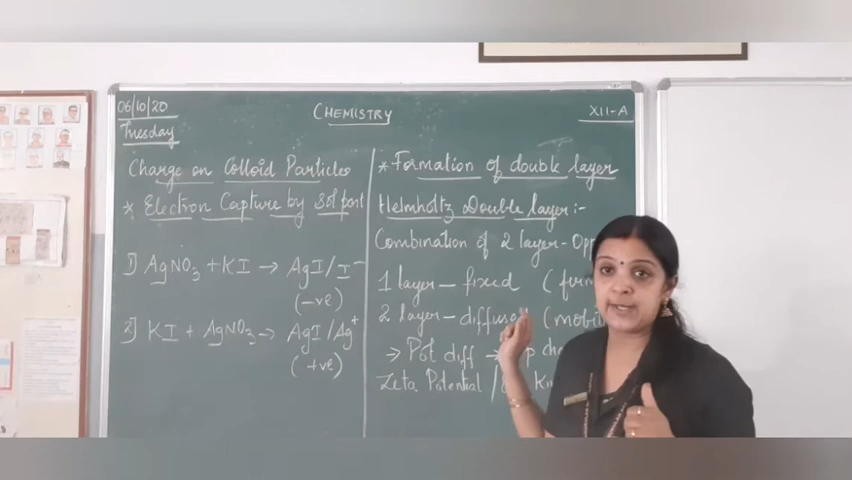 06/10/20
Tuesday
CHEMISTRY
XII-A
Charge on Colloid Particles
* Electron Capture by Sol part
1) AgNO₃ + KI → AgI/I⁻
(-ve)
2) KI + AgNO₃ → AgI/Ag⁺
(+ve)
* Formation of double layer
Helmholtz Double layer :-
Combination of 2 layer - Opp
1 layer - fixed (firm
2 layer - diffused (mobil
→ Pot diff →
Zeta Potential /